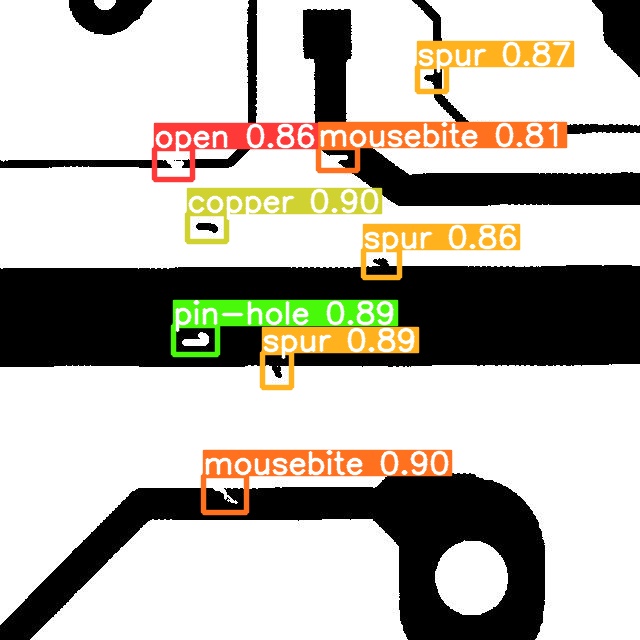 spur 0.87
open 0.86
mousebite 0.81
copper 0.90
spur 0.86
pin-hole 0.89
spur 0.89
mousebite 0.90